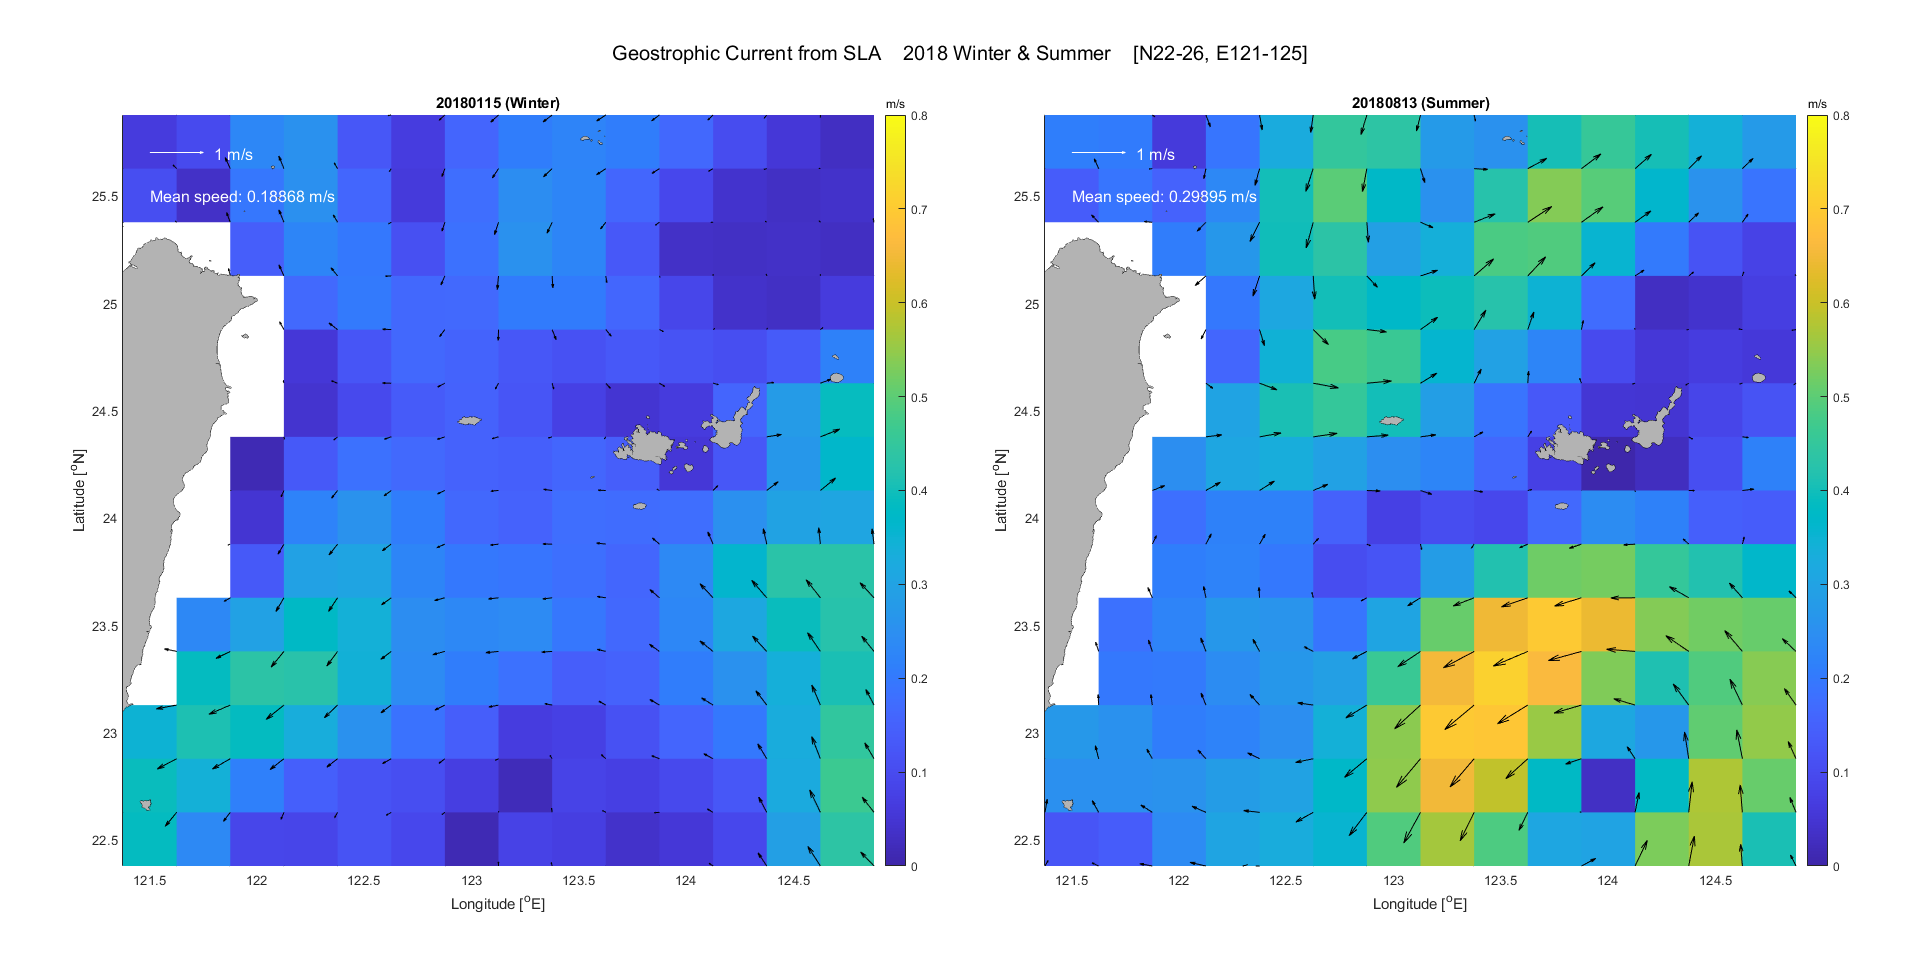 Geostrophic Current from SLA 2018 Winter & Summer [N22-26, E121-125]
20180115 (Winter)
m/s
1 m/s
Mean speed: 0.18868 m/s
25.5
25
24.5
24
23.5
23
22.5
Latitude [°N]
121.5 122 122.5 123 123.5 124 124.5
Longitude [°E]
0.8
0.7
0.6
0.5
0.4
0.3
0.2
0.1
0
20180813 (Summer)
m/s
1 m/s
Mean speed: 0.29895 m/s
25.5
25
24.5
24
23.5
23
22.5
Latitude [°N]
121.5 122 122.5 123 123.5 124 124.5
Longitude [°E]
0.8
0.7
0.6
0.5
0.4
0.3
0.2
0.1
0